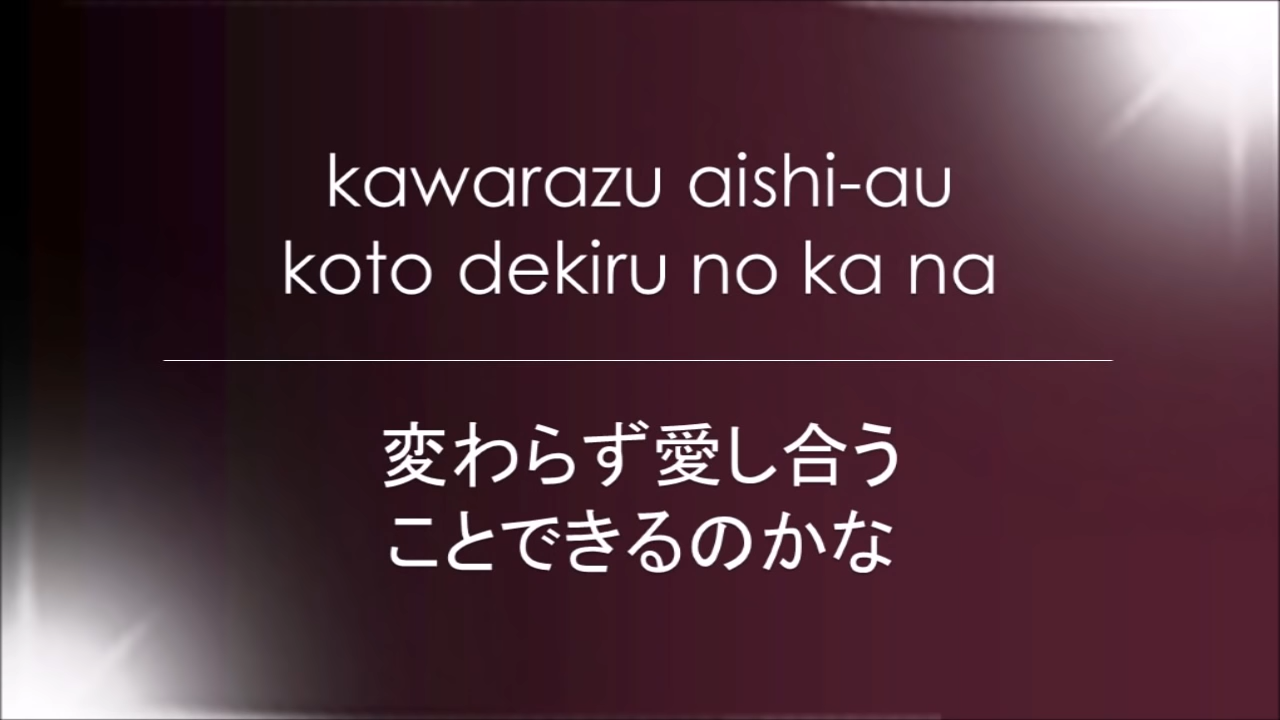 kawarazu aishi-au
koto dekiru no ka na
変わらず愛し合う
ことできるのかな